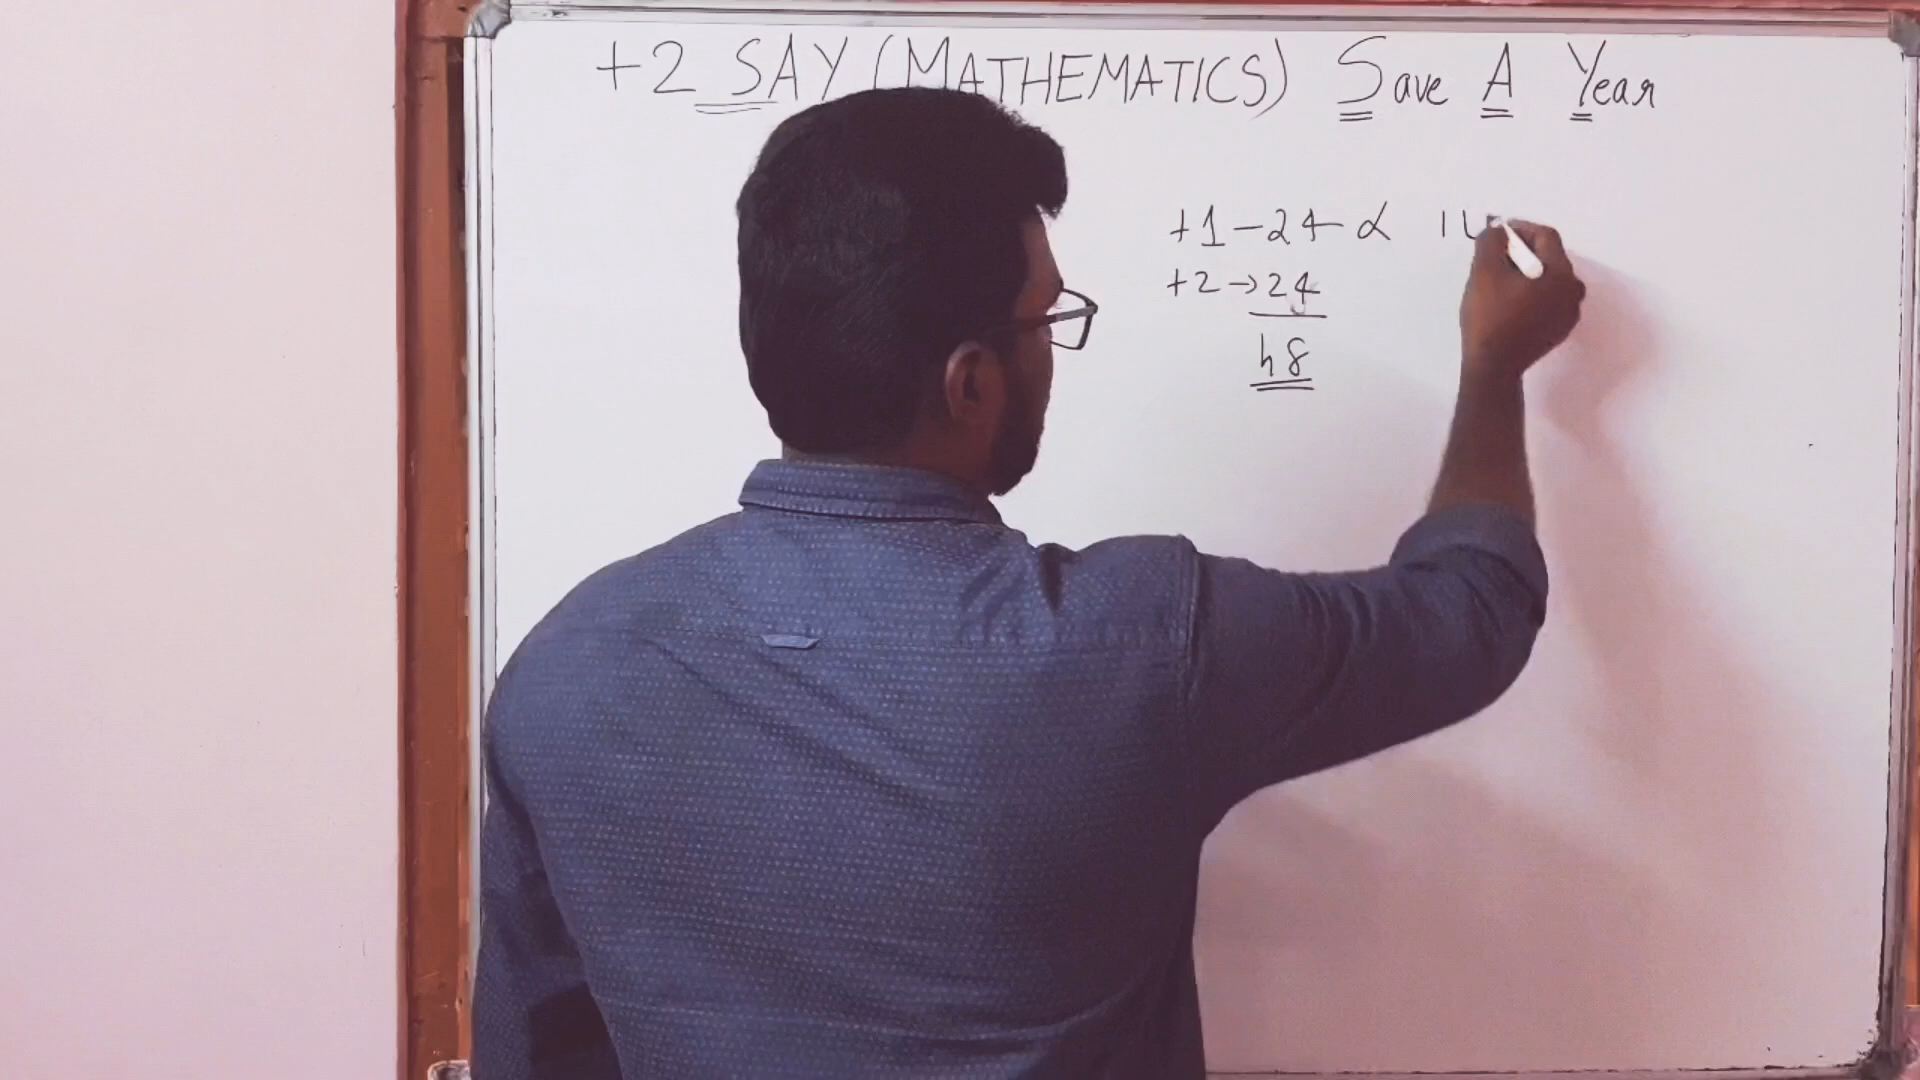 +2 SAY (MATHEMATICS) Save A Year
+1-24 α
+2→24
48